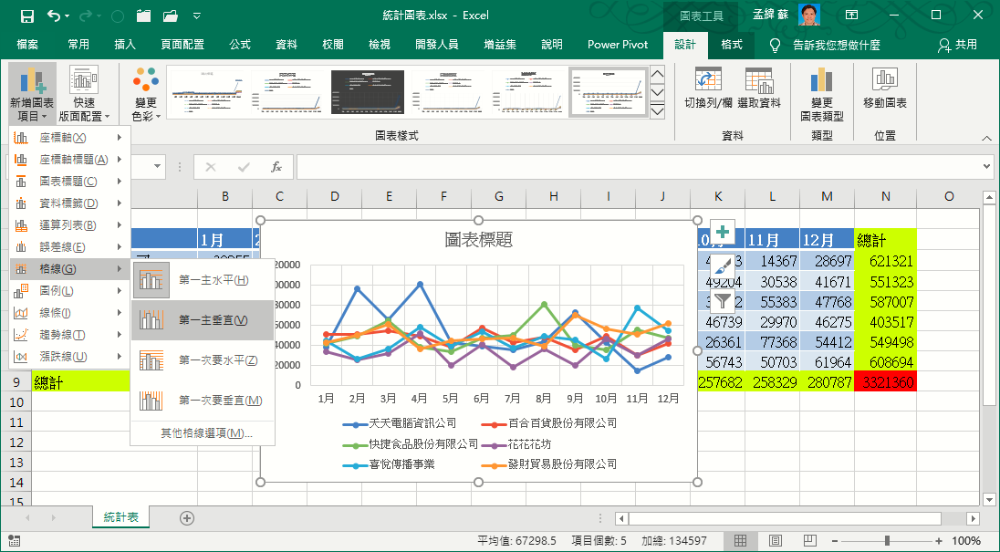 統計圖表.xlsx - Excel
圖表工具
孟緯 蘇
檔案 常用 插入 頁面配置 公式 資料 校閱 檢視 開發人員 增益集 說明 Power Pivot 設計 格式 告訴我您想做什麼 共用
新增圖表項目
快速版面配置
變更色彩
切換列/欄
選取資料
變更圖表類型
移動圖表
圖表樣式
資料
類型
位置
座標軸(X)
座標軸標題(A)
圖表標題(C)
資料標籤(D)
運算列表(B)
誤差線(E)
格線(G)
圖例(L)
線條(I)
趨勢線(T)
漲跌線(U)
第一主水平(H)
第一主垂直(V)
第一次要水平(Z)
第一次要垂直(M)
其他格線選項(M)...
fx
B C D E F G H I J K L M N O
1月
11月 12月 總計
14367 28697 621321
49204 30538 41671 551323
55383 47768 587007
46739 29970 46275 403517
26361 77368 54412 549498
56743 50703 61964 608694
9 總計 257682 258329 280787 3321360
10
11
12
13
14
15
圖表標題
20000
0
1月 2月 3月 4月 5月 6月 7月 8月 9月 10月 11月 12月
天天電腦資訊公司 百合百貨股份有限公司
快捷食品股份有限公司 花花花坊
喜悅傳播事業 發財貿易股份有限公司
統計表
平均值: 67298.5 項目個數: 5 加總: 134597 100%